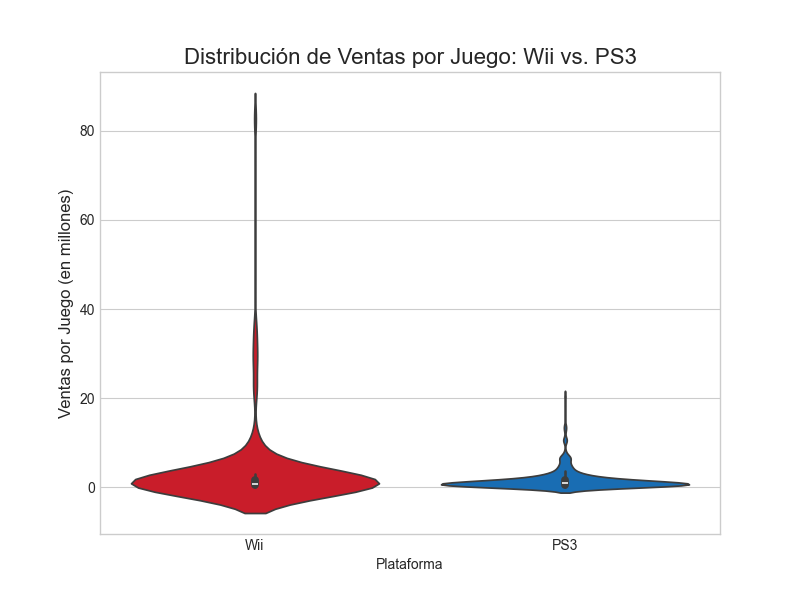 Distribución de Ventas por Juego: Wii vs. PS3
Ventas por Juego (en millones)
80
60
40
20
0
Wii
PS3
Plataforma